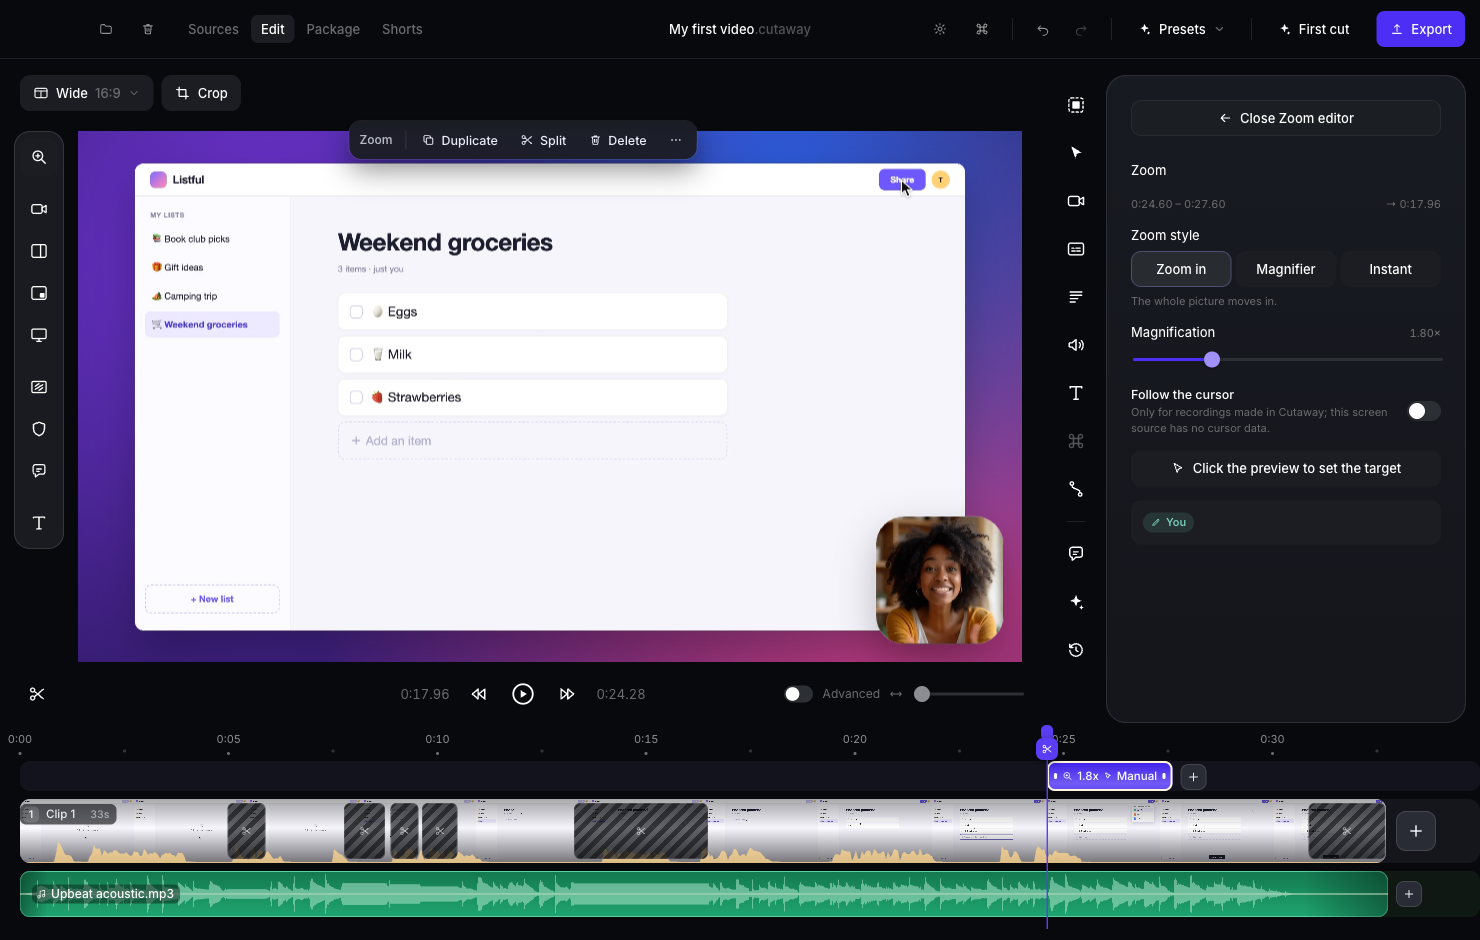 Sources Edit Package Shorts
My first video.cutaway
Presets First cut Export
Wide 16:9 Crop
Zoom Duplicate Split Delete ···
Listful
Share T
MY LISTS
Book club picks
Gift ideas
Camping trip
Weekend groceries
+ New list
Weekend groceries
3 items · just you
Eggs
Milk
Strawberries
+ Add an item
Close Zoom editor
Zoom
0:24.60 – 0:27.60 → 0:17.96
Zoom style
Zoom in Magnifier Instant
The whole picture moves in.
Magnification 1.80×
Follow the cursor
Only for recordings made in Cutaway; this screen
source has no cursor data.
Click the preview to set the target
You
0:17.96 0:24.28
Advanced
0:00 0:05 0:10 0:15 0:20 0:25 0:30
1.8x Manual
1 Clip 1 33s
Upbeat acoustic.mp3